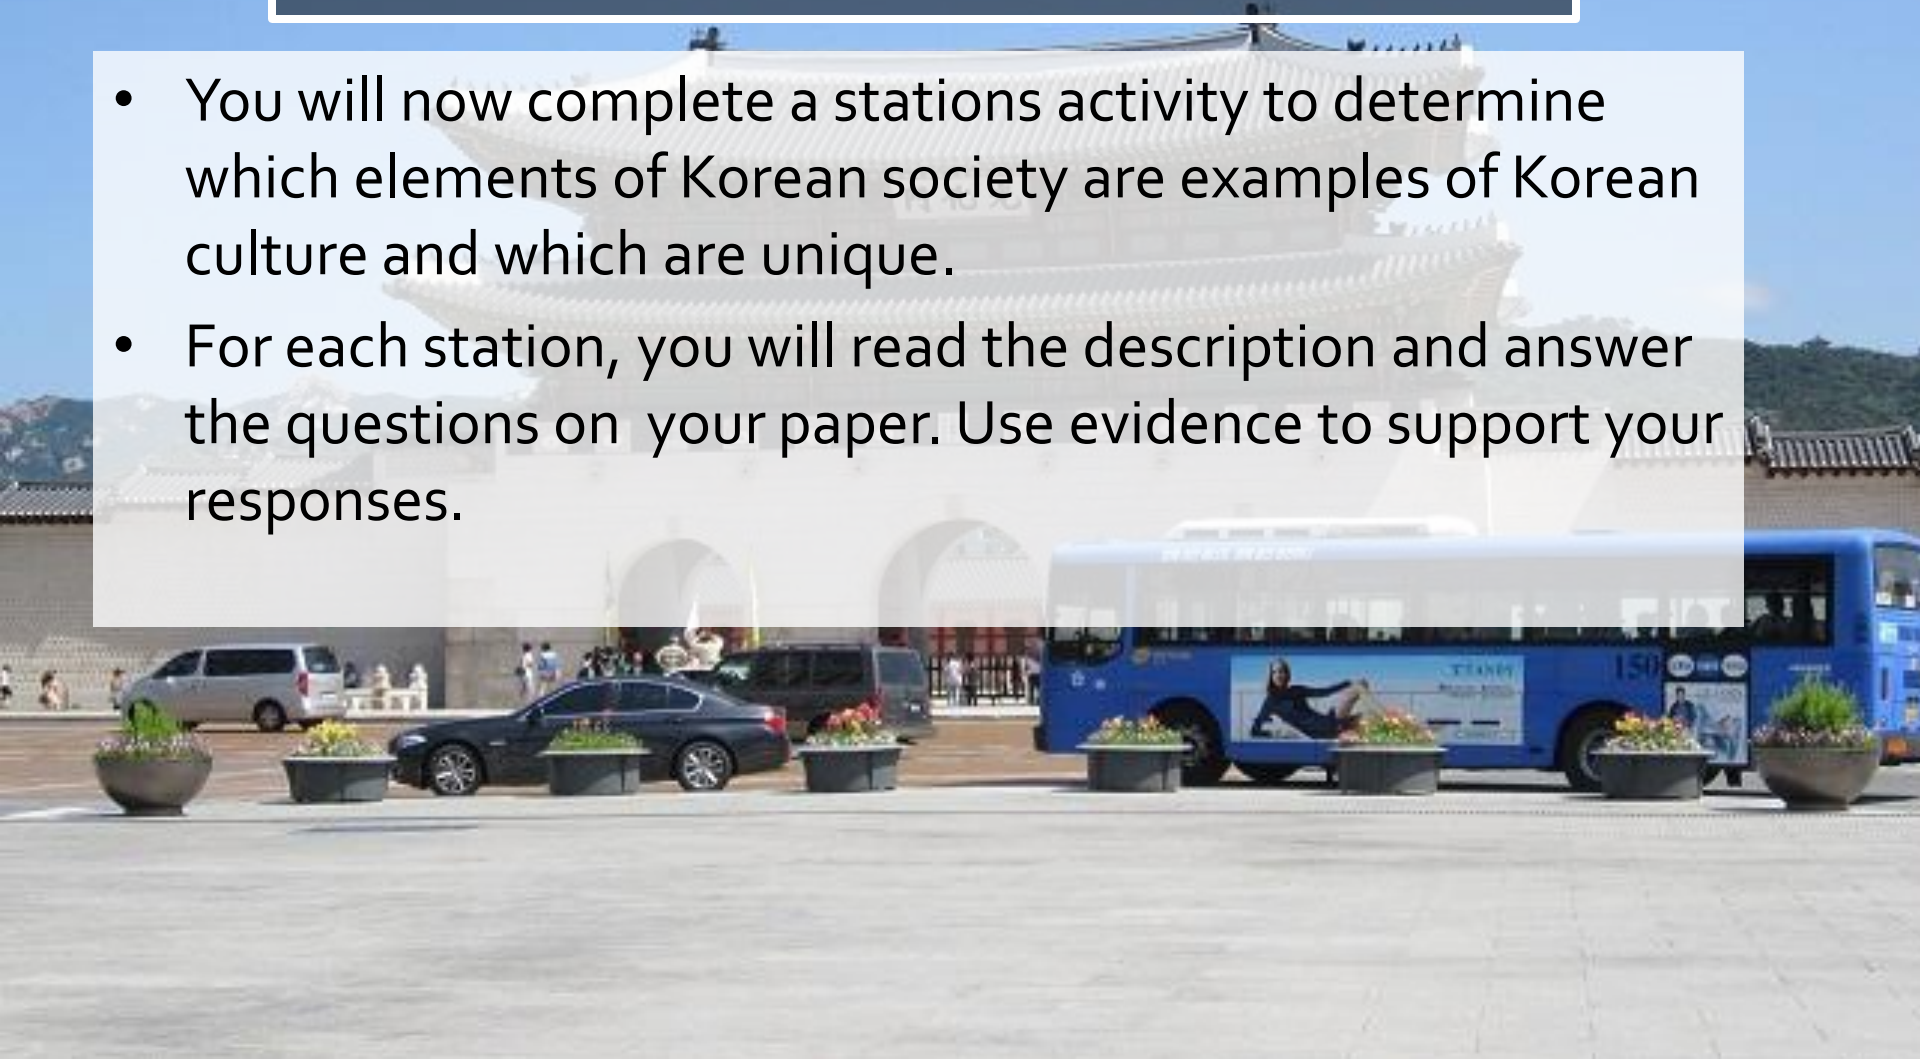 • You will now complete a stations activity to determine
which elements of Korean society are examples of Korean
culture and which are unique.
• For each station, you will read the description and answer
the questions on  your paper. Use evidence to support your
responses.
150